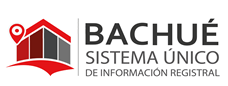 BACHUÉ
SISTEMA ÚNICO
DE INFORMACIÓN REGISTRAL